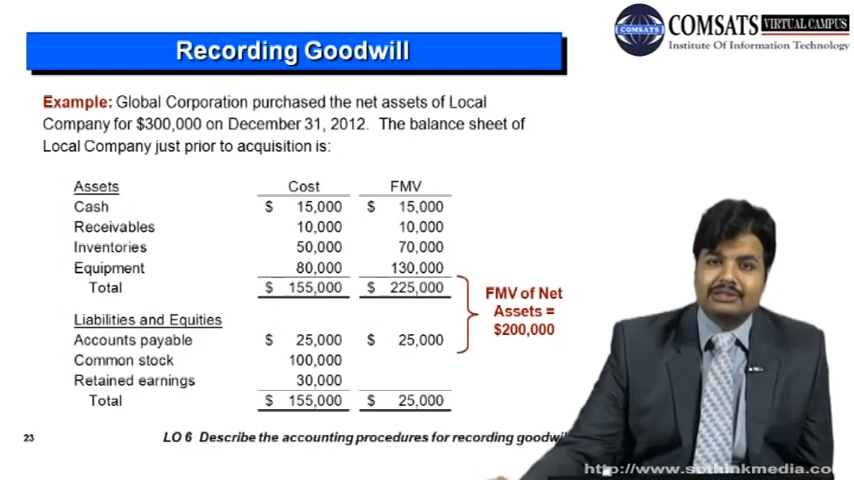 COMSATS VIRTUAL CAMPUS
COMSATS
Institute Of Information Technology
Recording Goodwill
Example: Global Corporation purchased the net assets of Local
Company for $300,000 on December 31, 2012. The balance sheet of
Local Company just prior to acquisition is:
Assets Cost FMV
Cash $ 15,000 $ 15,000
Receivables 10,000 10,000
Inventories 50,000 70,000
Equipment 80,000 130,000
Total $ 155,000 $ 225,000
FMV of Net
Assets =
$200,000
Liabilities and Equities
Accounts payable $ 25,000 $ 25,000
Common stock 100,000
Retained earnings 30,000
Total $ 155,000 $ 25,000
23 LO 6 Describe the accounting procedures for recording goodwill
http://www.sothinkmedia.co